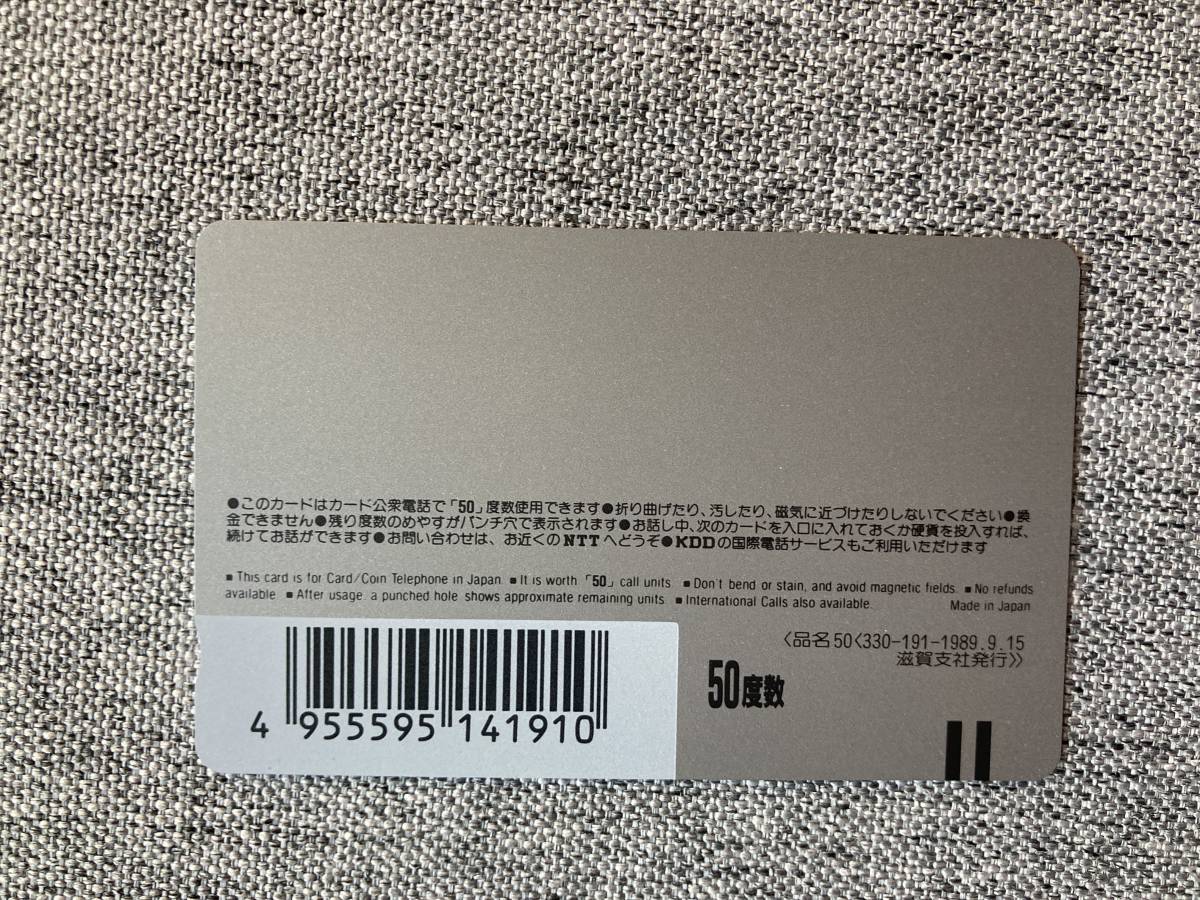 ●このカードはカード公衆電話で「50」度数使用できます●折り曲げたり、汚したり、磁気に近づけたりしないでください●換
金できません●残り度数のめやすがパンチ穴で表示されます●お話し中、次のカードを入口に入れておくか硬貨を投入すれば、
続けてお話ができます●お問い合わせは、お近くのNTTへどうぞ●KDDの国際電話サービスもご利用いただけます
■ This card is for Card/Coin Telephone in Japan. ■ It is worth 「50」 call units ■ Don't bend or stain, and avoid magnetic fields. ■ No refunds
available ■ After usage a punched hole shows approximate remaining units ■ International Calls also available. Made in Japan
〈品名50〈330-191-1989.9.15
滋賀支社発行〉〉
50度数
4 955595 141910